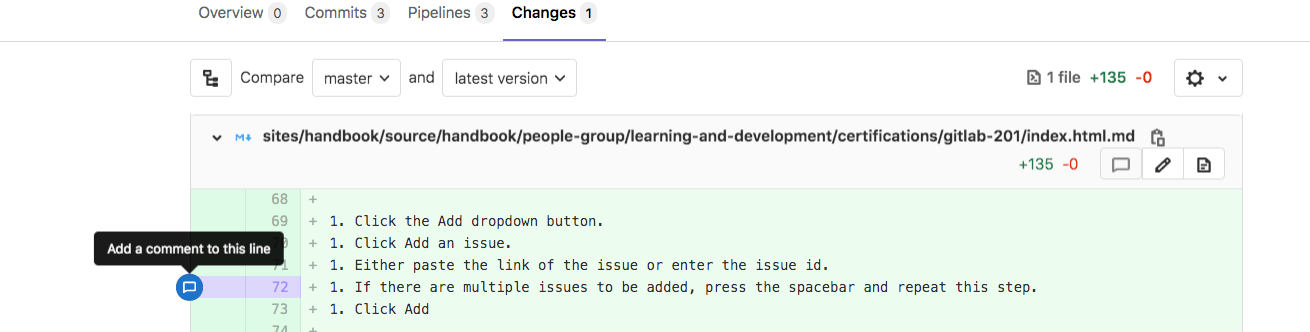 Overview 0 Commits 3 Pipelines 3 Changes 1
Compare master and latest version 1 file +135 -0
M↓ sites/handbook/source/handbook/people-group/learning-and-development/certifications/gitlab-201/index.html.md
+135 -0
68 +
69 + 1. Click the Add dropdown button.
Add a comment to this line
+ 1. Click Add an issue.
71 + 1. Either paste the link of the issue or enter the issue id.
72 + 1. If there are multiple issues to be added, press the spacebar and repeat this step.
73 + 1. Click Add
74 +